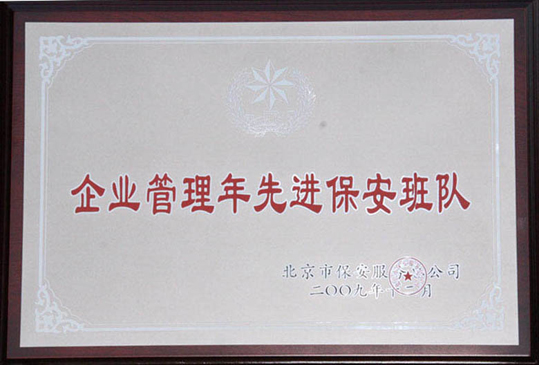 企业管理年先进保安班队
北京市保安服务总公司
二〇〇九年十二月